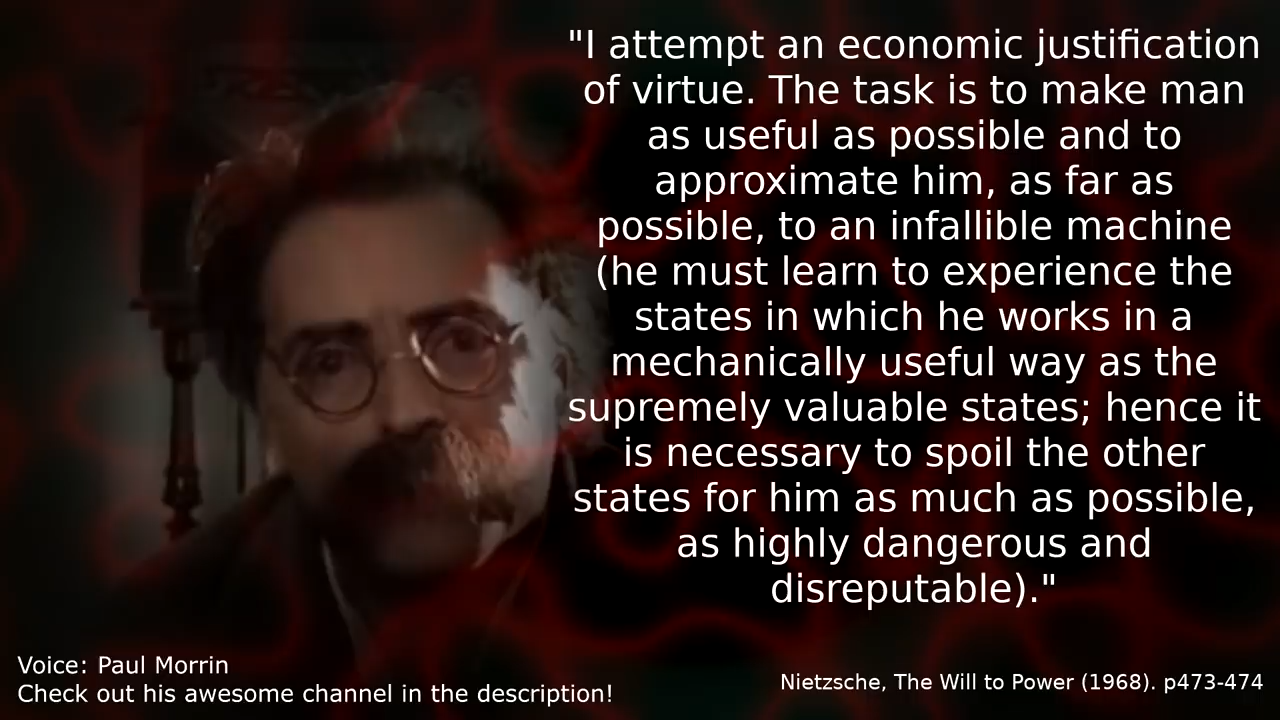 "I attempt an economic justification
of virtue. The task is to make man
as useful as possible and to
approximate him, as far as
possible, to an infallible machine
(he must learn to experience the
states in which he works in a
mechanically useful way as the
supremely valuable states; hence it
is necessary to spoil the other
states for him as much as possible,
as highly dangerous and
disreputable)."
Voice: Paul Morrin
Check out his awesome channel in the description!
Nietzsche, The Will to Power (1968). p473-474